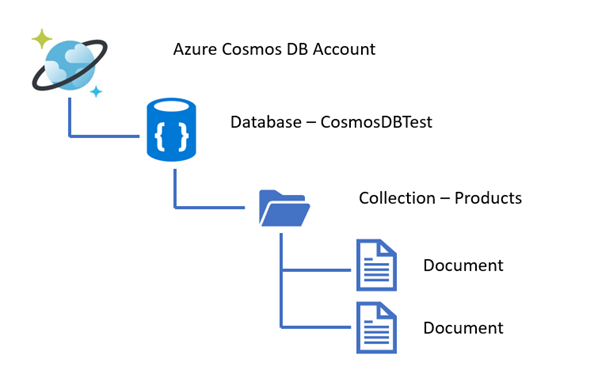 Azure Cosmos DB Account
Database – CosmosDBTest
{ }
Collection – Products
Document
Document